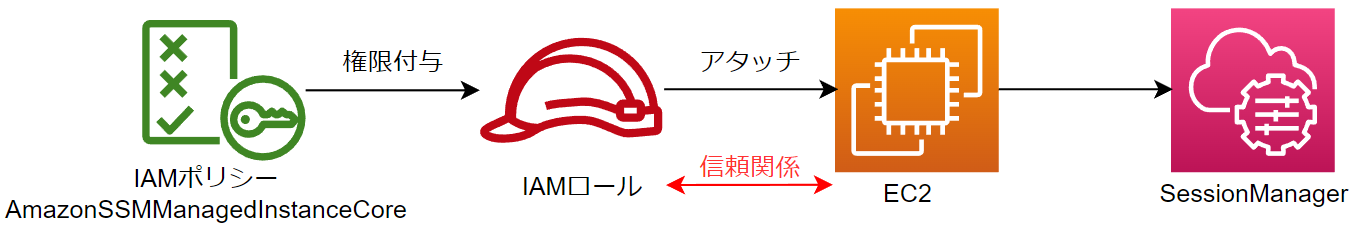 権限付与
アタッチ
信頼関係
IAMポリシー
AmazonSSMManagedInstanceCore
IAMロール
EC2
SessionManager